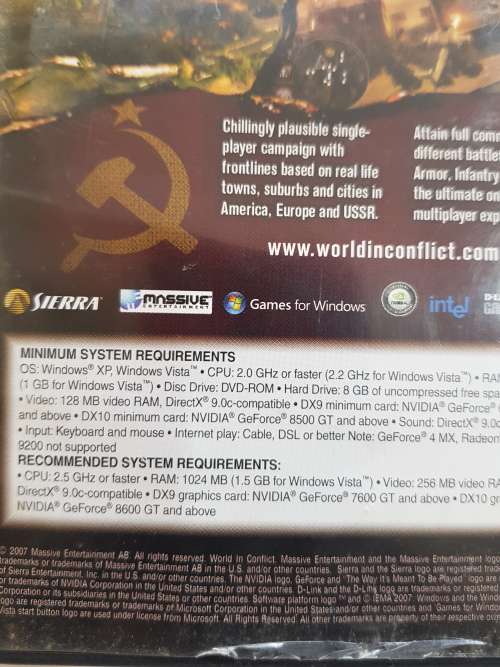 Chillingly plausible single-
player campaign with
frontlines based on real life
towns, suburbs and cities in
America, Europe and USSR.
Attain full com
different battle
Armor, Infantry
the ultimate on
multiplayer exp
www.worldinconflict.com
SIERRA MASSIVE ENTERTAINMENT Games for Windows intel
MINIMUM SYSTEM REQUIREMENTS
OS: Windows® XP, Windows Vista™ • CPU: 2.0 GHz or faster (2.2 GHz for Windows Vista™) • RA
(1 GB for Windows Vista™) • Disc Drive: DVD-ROM • Hard Drive: 8 GB of uncompressed free spa
• Video: 128 MB video RAM, DirectX® 9.0c-compatible • DX9 minimum card: NVIDIA® GeForce®
and above • DX10 minimum card: NVIDIA® GeForce® 8500 GT and above • Sound: DirectX® 9.0c
• Input: Keyboard and mouse • Internet play: Cable, DSL or better Note: GeForce® 4 MX, Radeon
9200 not supported
RECOMMENDED SYSTEM REQUIREMENTS:
• CPU: 2.5 GHz or faster • RAM: 1024 MB (1.5 GB for Windows Vista™) • Video: 256 MB video RA
DirectX® 9.0c-compatible • DX9 graphics card: NVIDIA® GeForce® 7600 GT and above • DX10 gr
NVIDIA® GeForce® 8600 GT and above
© 2007 Massive Entertainment AB. All rights reserved. World In Conflict, Massive Entertainment and the Massive Entertainment logo
trademarks or trademarks of Massive Entertainment AB in the U.S. and/or other countries. Sierra and the Sierra logo are registered trade
of Sierra Entertainment, Inc. in the U.S. and/or other countries. The NVIDIA logo, GeForce and 'The Way It's Meant To Be Played' logo are
or trademarks of NVIDIA Corporation in the United States and/or other countries. D-Link and the D-Link logo are trademarks or registered
Corporation or its subsidiaries in the United States or other countries. Software platform logo ™ and © IEMA 2007. Windows and the Windo
logo are registered trademarks or trademarks of Microsoft Corporation in the United States and/or other countries and 'Games for Window
Vista start button logo are used under license from Microsoft. All Rights Reserved. All other trademarks are property of their respective own